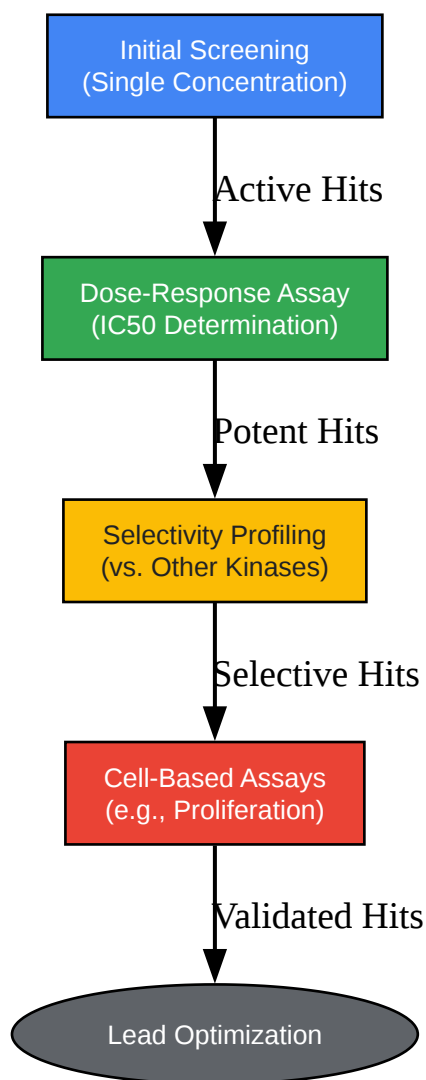 Initial Screening
(Single Concentration)
Active Hits
Dose-Response Assay
(IC50 Determination)
Potent Hits
Selectivity Profiling
(vs. Other Kinases)
Selective Hits
Cell-Based Assays
(e.g., Proliferation)
Validated Hits
Lead Optimization